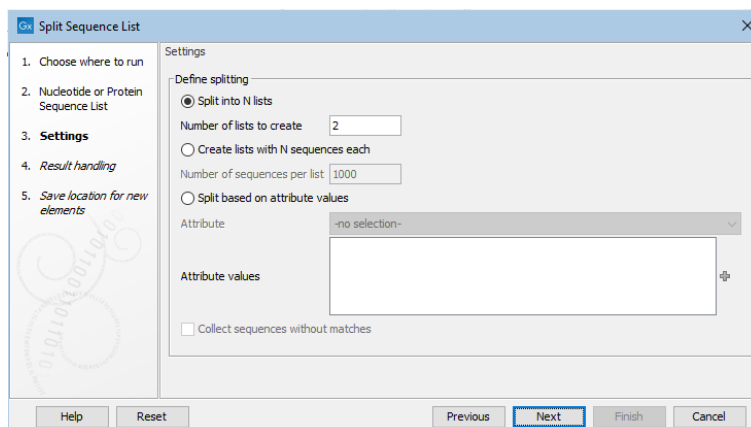 Gx Split Sequence List
1. Choose where to run
2. Nucleotide or Protein
Sequence List
3. Settings
4. Result handling
5. Save location for new
elements
Settings
Define splitting
Split into N lists
Number of lists to create 2
Create lists with N sequences each
Number of sequences per list 1000
Split based on attribute values
Attribute -no selection-
Attribute values
Collect sequences without matches
Help Reset Previous Next Finish Cancel